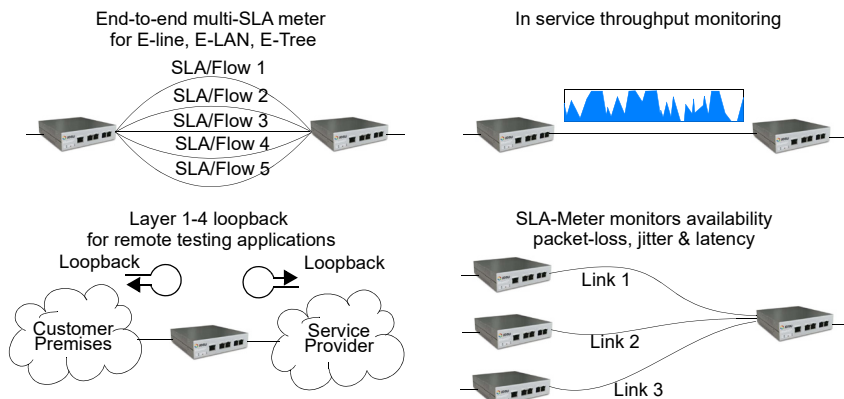 End-to-end multi-SLA meter
for E-line, E-LAN, E-Tree
SLA/Flow 1
SLA/Flow 2
SLA/Flow 3
SLA/Flow 4
SLA/Flow 5
In service throughput monitoring
Layer 1-4 loopback
for remote testing applications
Loopback
Loopback
Customer
Premises
Service
Provider
SLA-Meter monitors availability
packet-loss, jitter & latency
Link 1
Link 2
Link 3